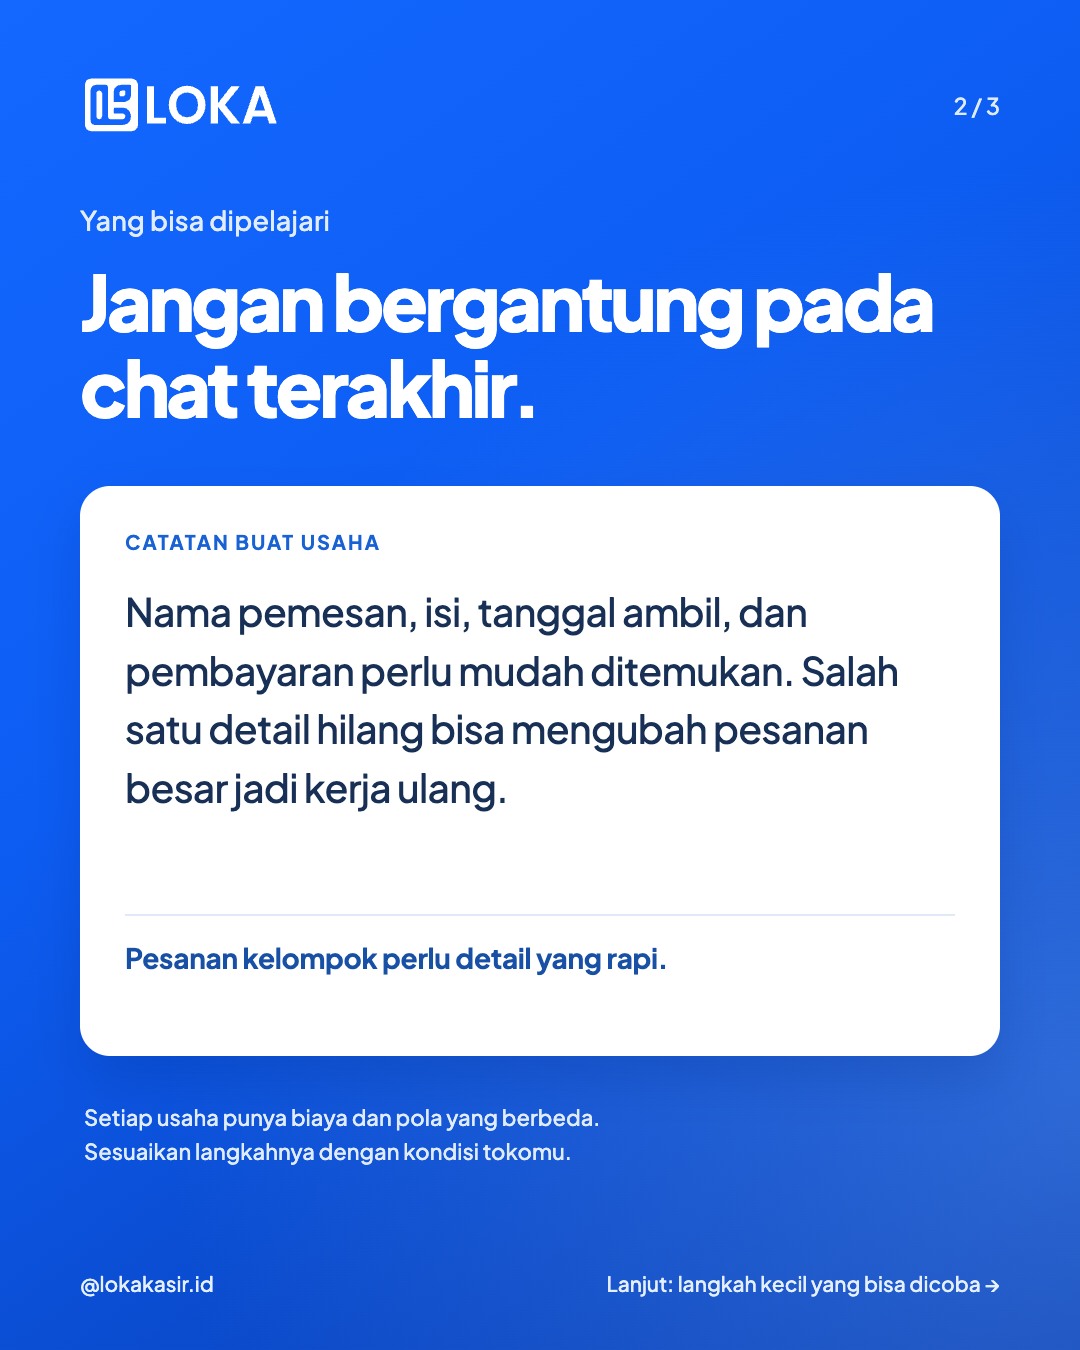 LOKA
2 / 3
Yang bisa dipelajari
Jangan bergantung pada
chat terakhir.
CATATAN BUAT USAHA
Nama pemesan, isi, tanggal ambil, dan
pembayaran perlu mudah ditemukan. Salah
satu detail hilang bisa mengubah pesanan
besar jadi kerja ulang.
Pesanan kelompok perlu detail yang rapi.
Setiap usaha punya biaya dan pola yang berbeda.
Sesuaikan langkahnya dengan kondisi tokomu.
@lokakasir.id
Lanjut: langkah kecil yang bisa dicoba →